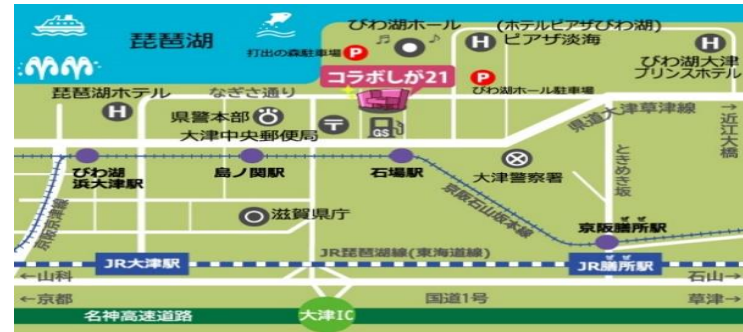 琵琶湖
びわ湖ホール
(ホテルピアザびわ湖)
ピアザ淡海
打出の森駐車場 P
H
H
びわ湖大津
プリンスホテル
コラボしが21
P
びわ湖ホール駐車場
琵琶湖ホテル
なぎさ通り
H
県警本部
大津中央郵便局
〒
GS
県道大津草津線
→近江大橋
びわ湖
浜大津駅
島ノ関駅
石場駅
大津警察署
ときめき坂
京阪京津線
滋賀県庁
京阪石山坂本線
ぜぜ
京阪膳所駅
JR琵琶湖線(東海道線)
JR大津駅
ぜぜ
JR膳所駅
←山科
石山→
←京都
国道1号
草津→
名神高速道路
大津IC